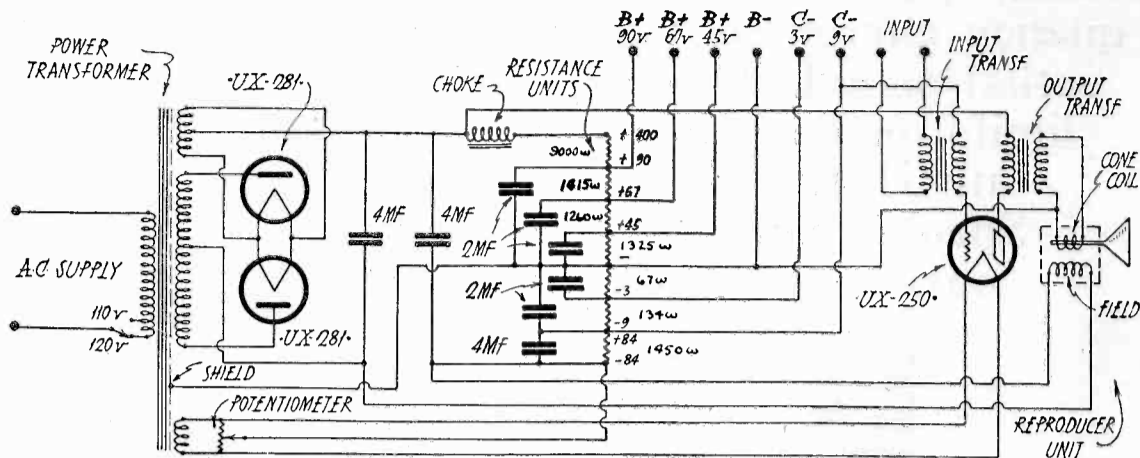 B+ B+ B+ B- C- C- INPUT
90v 67v 45v 3v 9v
POWER
TRANSFORMER
·UX-281·
CHOKE
RESISTANCE
UNITS
INPUT
TRANSF
OUTPUT
TRANSF
CONE
COIL
+ 400
9000ω
+ 90
1415ω
+67
4MF
4MF
1260ω
2MF
+45
1325ω
-
A.C. SUPPLY
2MF
67ω
-3
·UX-250·
FIELD
110v
120v
·UX-281·
134ω
-9
+84
4MF
1450ω
-84
SHIELD
POTENTIOMETER
REPRODUCER
UNIT